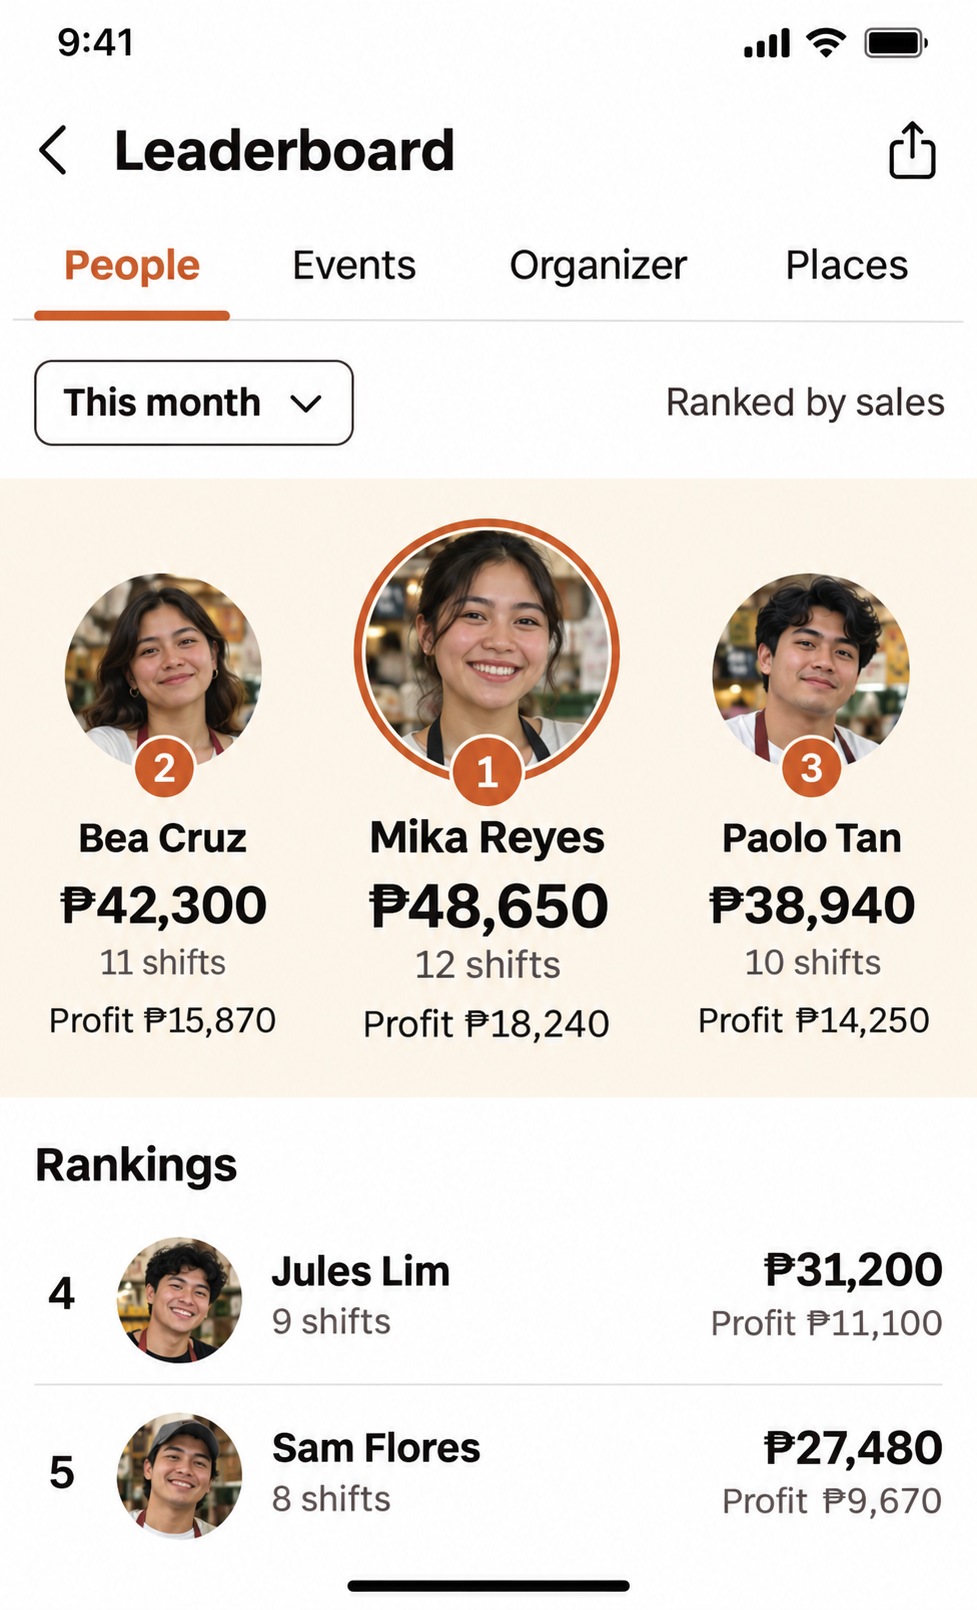 9:41
Leaderboard
People Events Organizer Places
This month Ranked by sales
2 1 3
Bea Cruz Mika Reyes Paolo Tan
₱42,300 ₱48,650 ₱38,940
11 shifts 12 shifts 10 shifts
Profit ₱15,870 Profit ₱18,240 Profit ₱14,250
Rankings
4 Jules Lim ₱31,200
9 shifts Profit ₱11,100
5 Sam Flores ₱27,480
8 shifts Profit ₱9,670